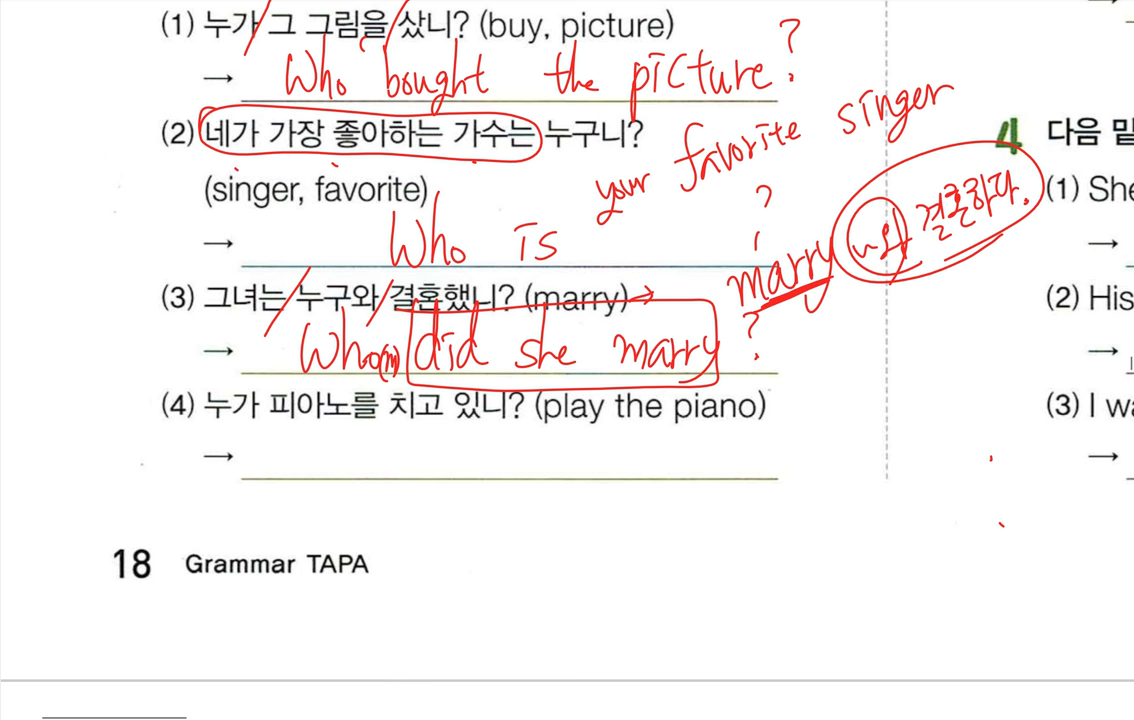 (1) 누가 그 그림을 샀니? (buy, picture)
→ Who bought the picture?
(2) 네가 가장 좋아하는 가수는 누구니?
(singer, favorite)
→ Who is your favorite singer?
(3) 그녀는 누구와 결혼했니? (marry)→ marry ~와 결혼하다.
→ Who(m) did she marry?
(4) 누가 피아노를 치고 있니? (play the piano)
→
4 다음 밑
(1) She
→
(2) His
→
(3) I wa
→
18 Grammar TAPA